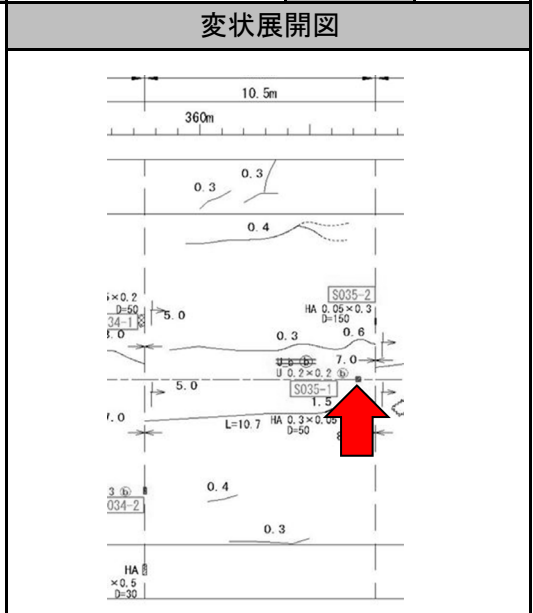 変状展開図
10.5m
360m
0.3
0.3
0.4
×0.2
D=50
34-1
5.0
S035-2
HA 0.05×0.3
D=150
0.3
0.6
U 0.2×0.2 ⓑ
7.0
S035-1
5.0
1.5
7.0
L=10.7
HA 0.3×0.05
D=50
3 ⓑ
034-2
0.4
0.3
HA
×0.5
D=30